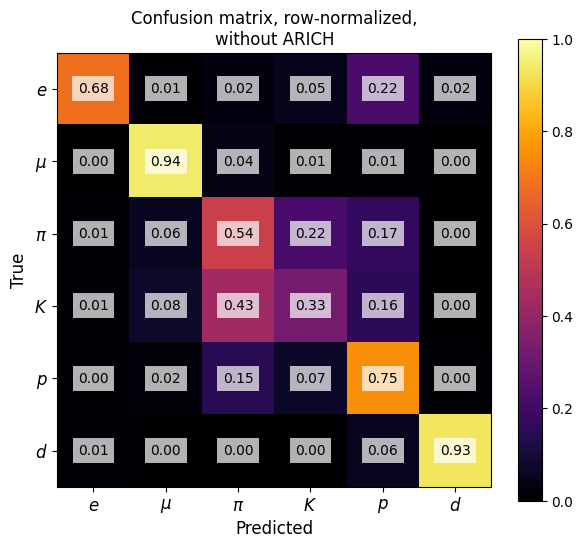 Confusion matrix, row-normalized,
without ARICH
True
e 0.68 0.01 0.02 0.05 0.22 0.02
μ 0.00 0.94 0.04 0.01 0.01 0.00
π 0.01 0.06 0.54 0.22 0.17 0.00
K 0.01 0.08 0.43 0.33 0.16 0.00
p 0.00 0.02 0.15 0.07 0.75 0.00
d 0.01 0.00 0.00 0.00 0.06 0.93
e μ π K p d
Predicted
1.0
0.8
0.6
0.4
0.2
0.0